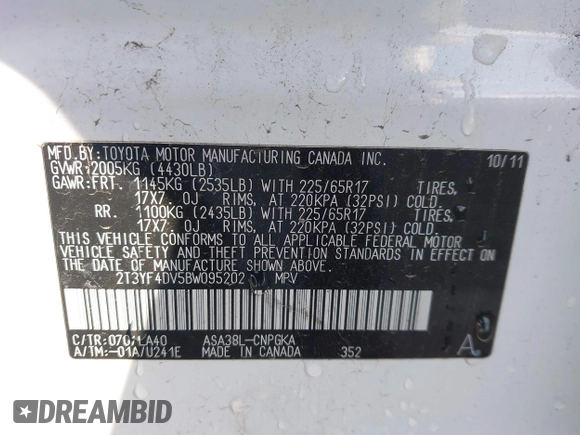 MFD.BY:TOYOTA MOTOR MANUFACTURING CANADA INC. 10/11
GVWR:2005KG (4430LB)
GAWR:FRT. 1145KG (2535LB) WITH 225/65R17 TIRES,
17X7.0J RIMS, AT 220KPA (32PSI) COLD.
RR. 1100KG (2435LB) WITH 225/65R17 TIRES,
17X7.0J RIMS, AT 220KPA (32PSI) COLD.
THIS VEHICLE CONFORMS TO ALL APPLICABLE FEDERAL MOTOR
VEHICLE SAFETY AND THEFT PREVENTION STANDARDS IN EFFECT ON
THE DATE OF MANUFACTURE SHOWN ABOVE.
2T3YF4DV5BW095202 MPV
C/TR:070/LA40 ASA38L-CNPGKA
A/TM:-01A/U241E MADE IN CANADA 352 A
DREAMBID